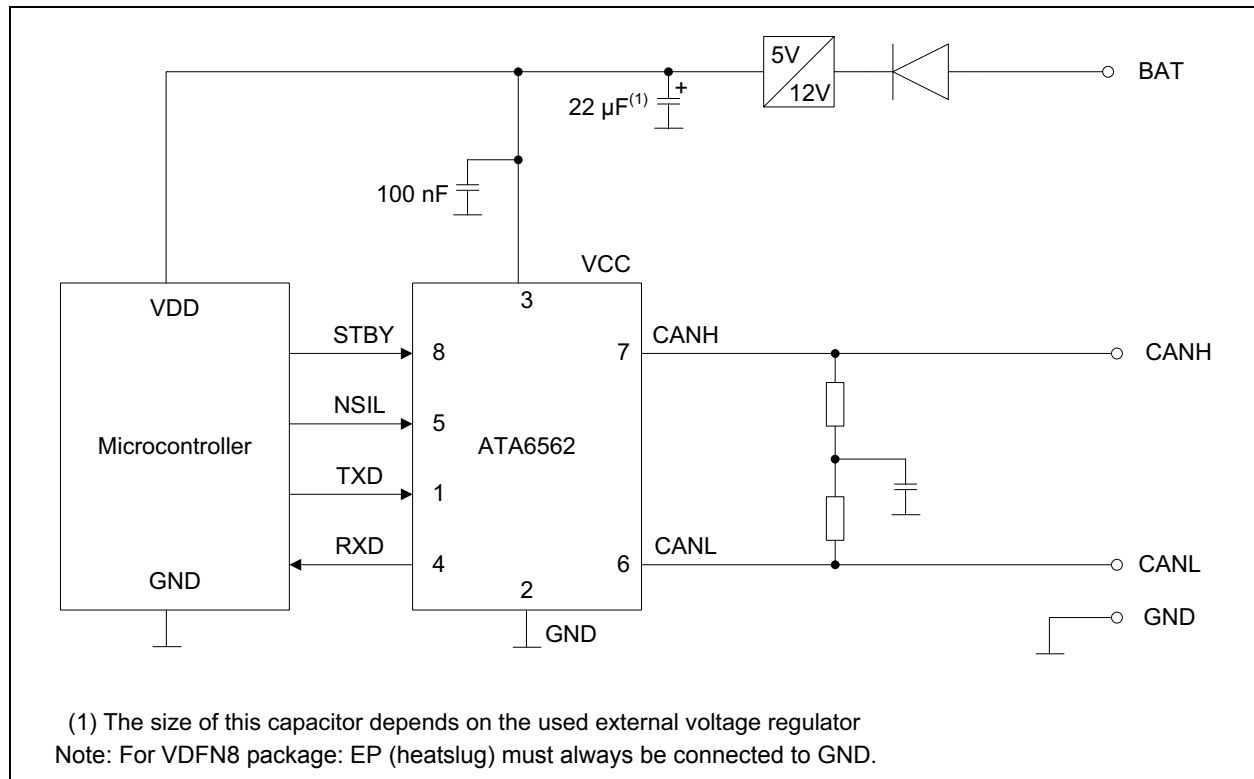 5V
12V
BAT
22 µF(1)
+
100 nF
VCC
VDD
3
STBY
8
7
CANH
CANH
NSIL
5
Microcontroller
ATA6562
TXD
1
RXD
4
6
CANL
CANL
GND
2
GND
GND
(1) The size of this capacitor depends on the used external voltage regulator
Note: For VDFN8 package: EP (heatslug) must always be connected to GND.